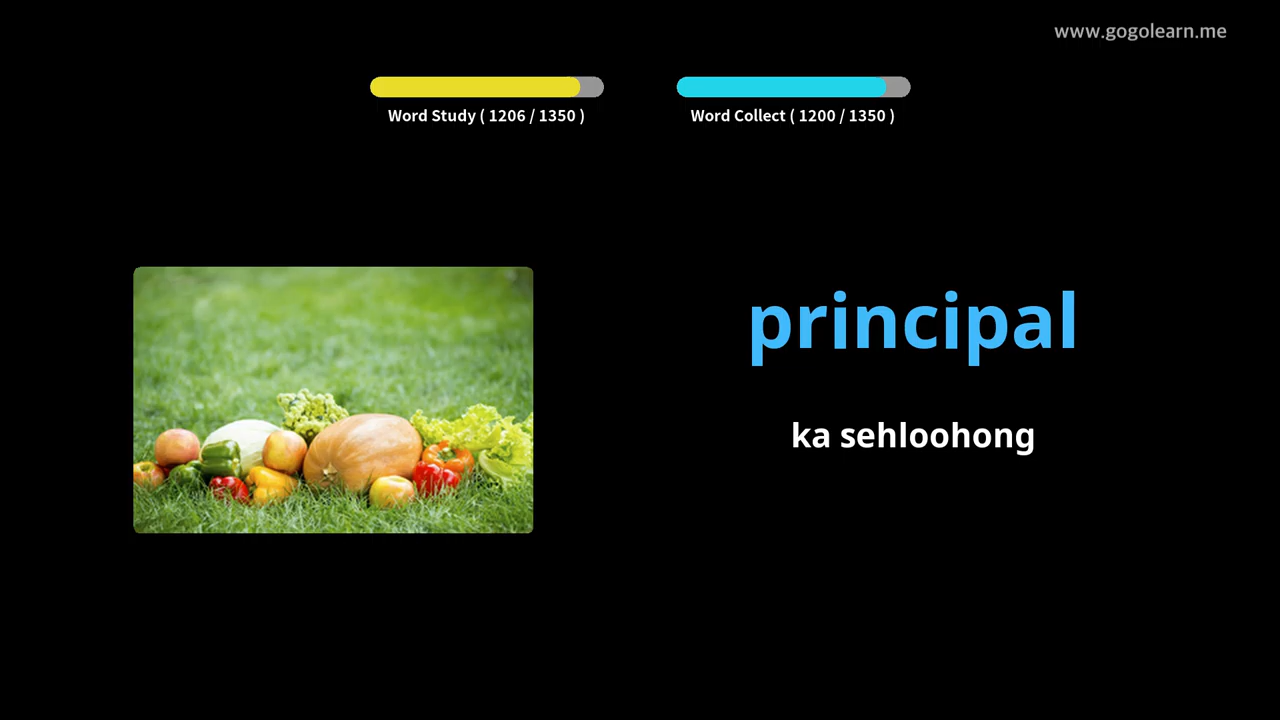 www.gogolearn.me
Word Study ( 1206 / 1350 )
Word Collect ( 1200 / 1350 )
principal
ka sehloohong